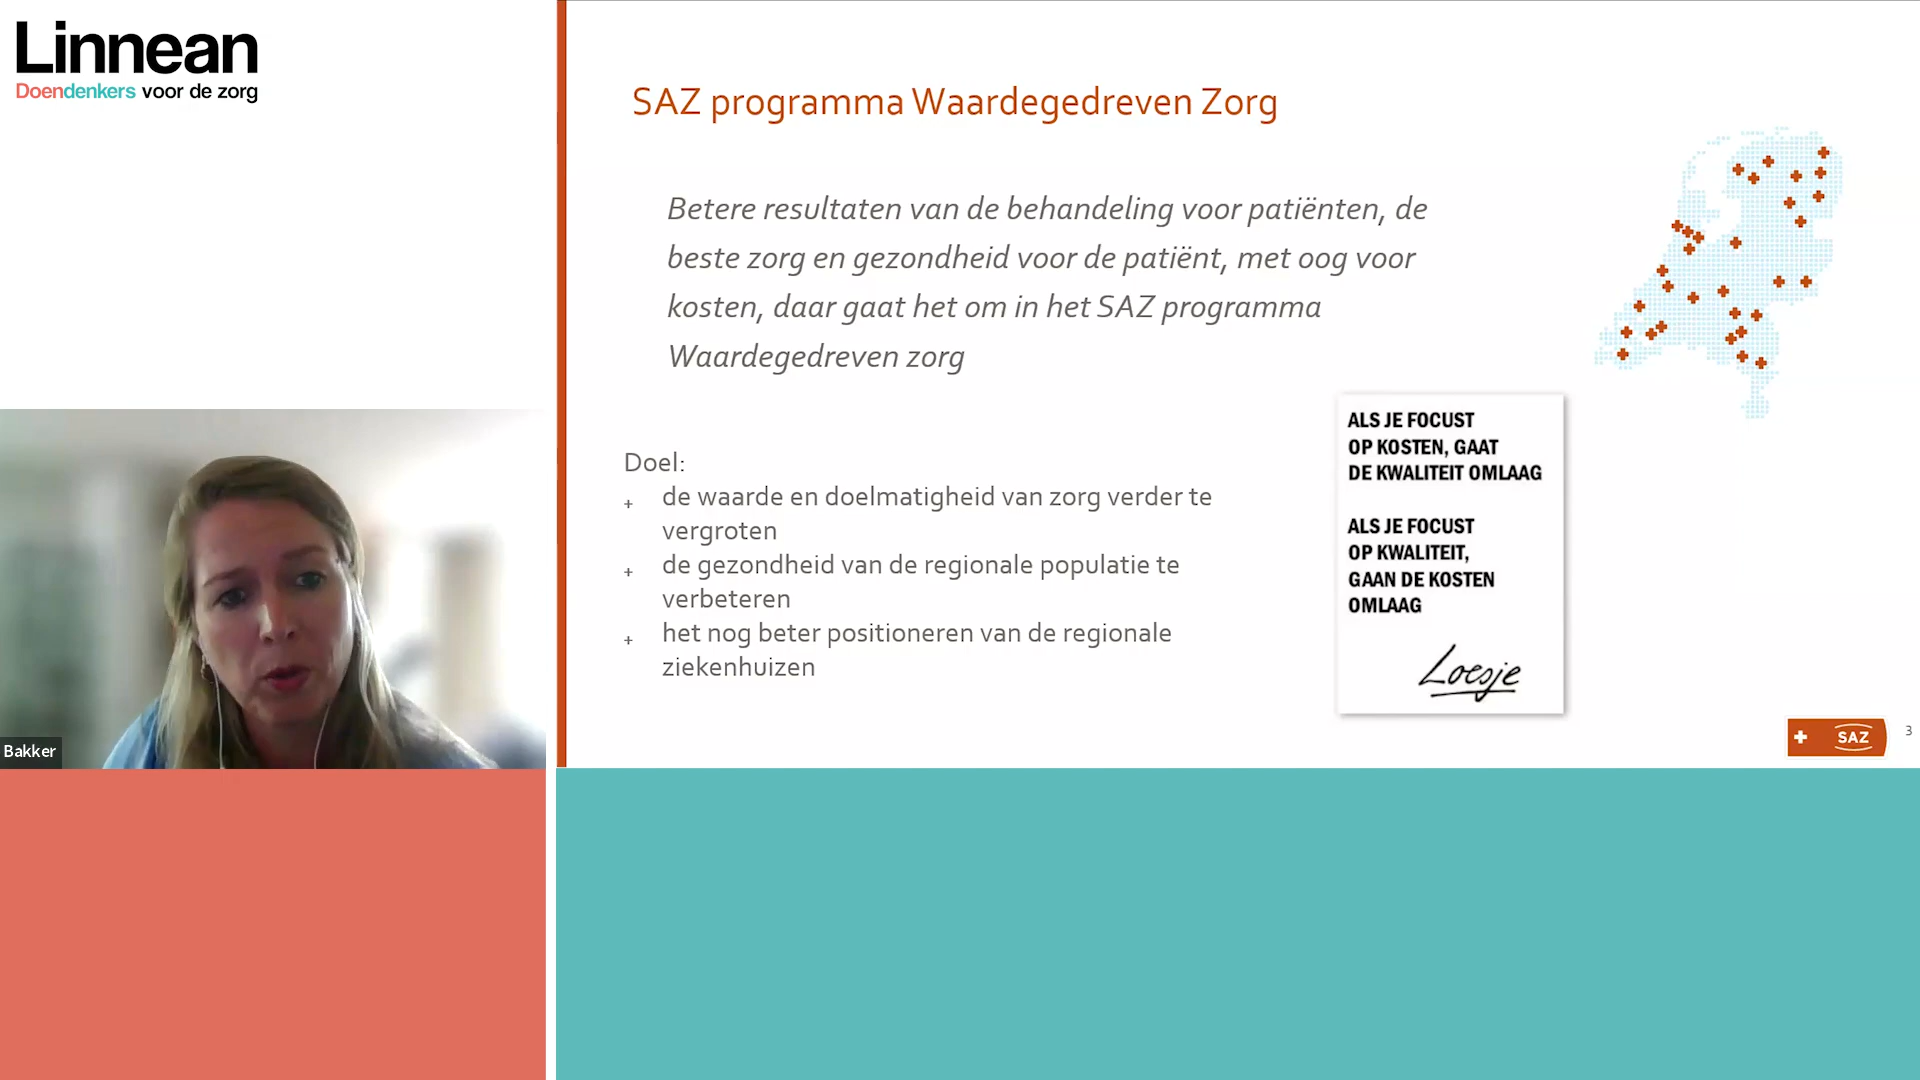 Linnean
Doendenkers voor de zorg
SAZ programma Waardegedreven Zorg
Betere resultaten van de behandeling voor patiënten, de
beste zorg en gezondheid voor de patiënt, met oog voor
kosten, daar gaat het om in het SAZ programma
Waardegedreven zorg
Doel:
+ de waarde en doelmatigheid van zorg verder te
vergroten
+ de gezondheid van de regionale populatie te
verbeteren
+ het nog beter positioneren van de regionale
ziekenhuizen
ALS JE FOCUST
OP KOSTEN, GAAT
DE KWALITEIT OMLAAG
ALS JE FOCUST
OP KWALITEIT,
GAAN DE KOSTEN
OMLAAG
Loesje
Bakker
SAZ
3